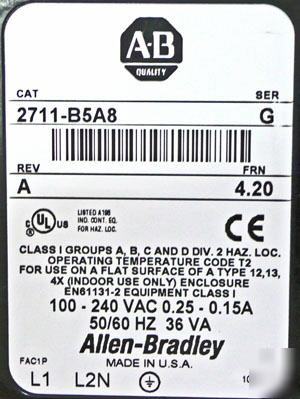 A-B
QUALITY
CAT SER
2711-B5A8 G
REV FRN
A 4.20
C UL US LISTED A196
IND. CONT. EQ.
FOR HAZ. LOC.
CE
CLASS I GROUPS A, B, C AND D DIV. 2 HAZ. LOC.
OPERATING TEMPERATURE CODE T2
FOR USE ON A FLAT SURFACE OF A TYPE 12,13,
4X (INDOOR USE ONLY) ENCLOSURE
EN61131-2 EQUIPMENT CLASS I
100 - 240 VAC 0.25 - 0.15A
50/60 HZ 36 VA
Allen-Bradley
FAC1P MADE IN U.S.A.
L1 L2N